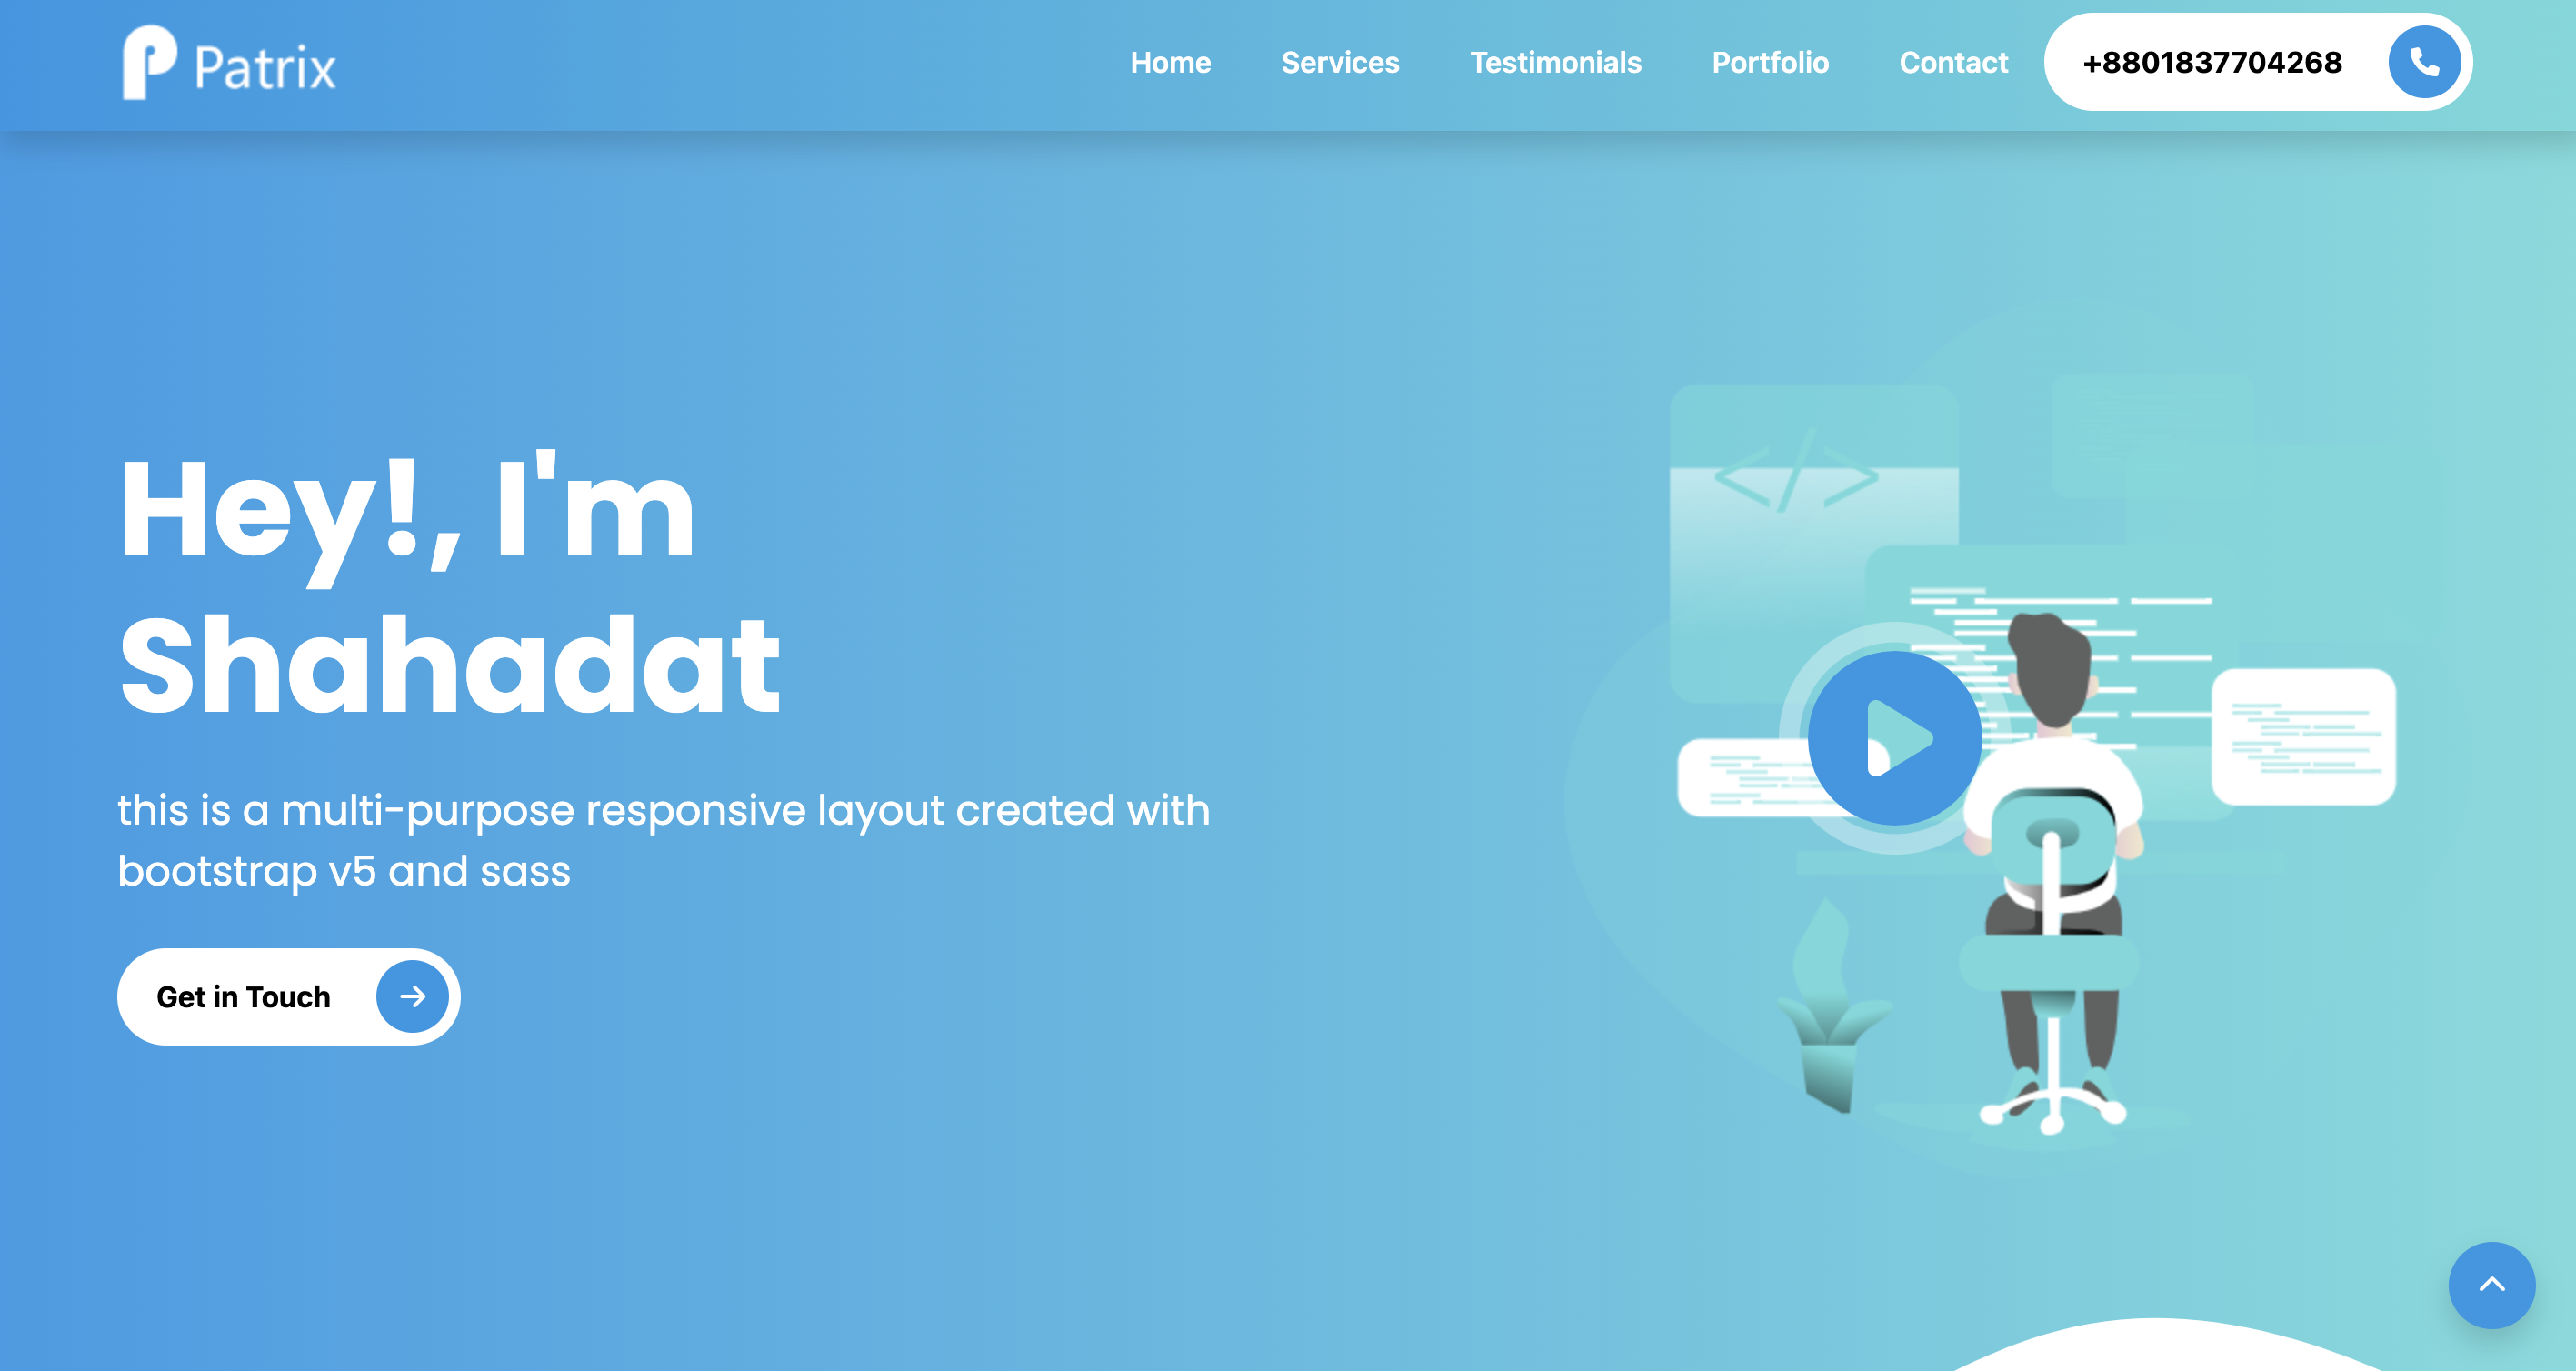 Patrix
Home Services Testimonials Portfolio Contact +8801837704268
Hey!, I'm
Shahadat
this is a multi-purpose responsive layout created with
bootstrap v5 and sass
Get in Touch
</>